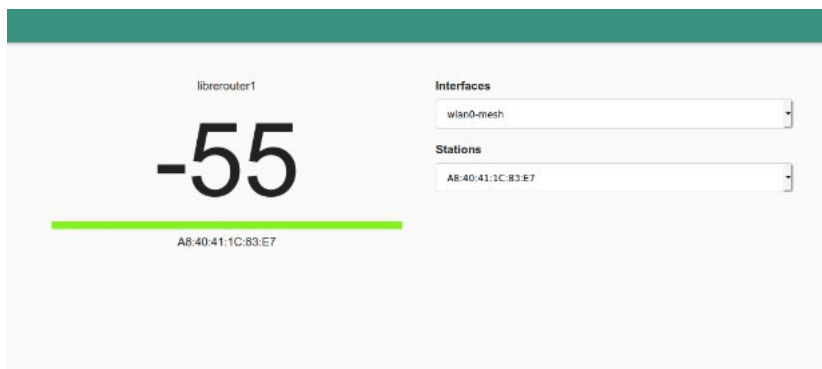 librerouter1
-55
A8:40:41:1C:83:E7
Interfaces
wlan0-mesh
Stations
A8:40:41:1C:83:E7